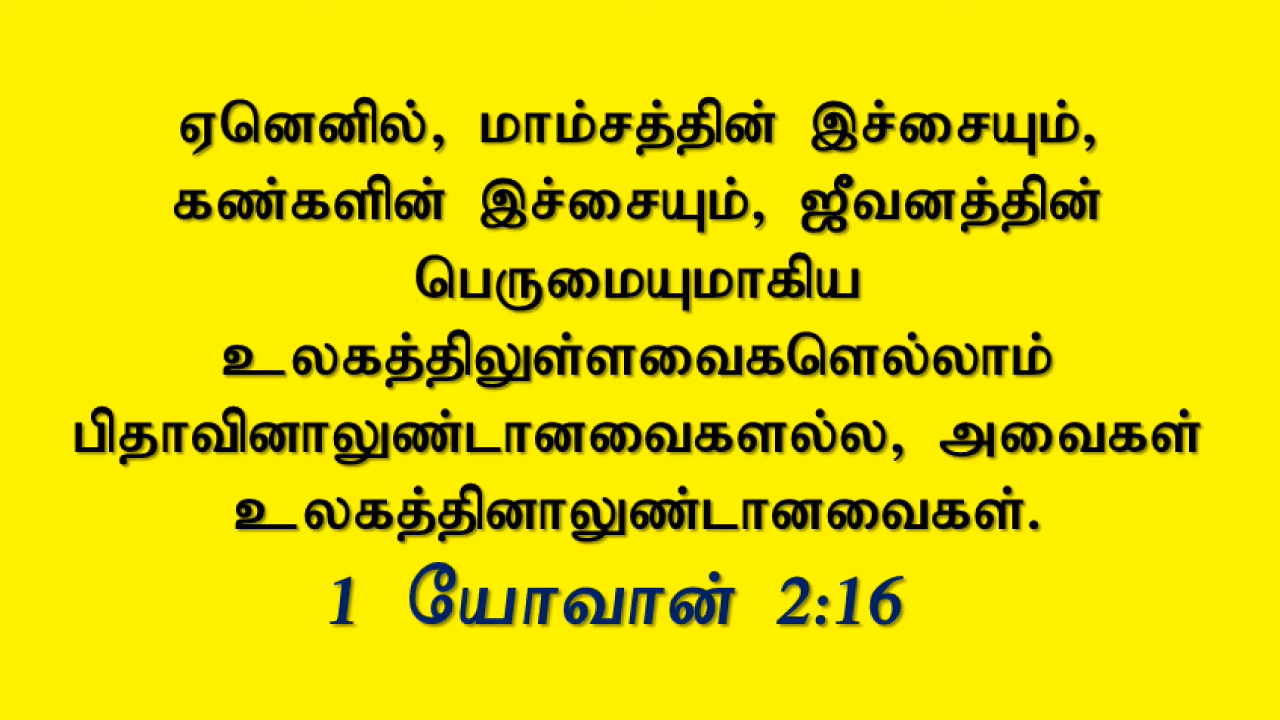 ஏனெனில், மாம்சத்தின் இச்சையும்,
கண்களின் இச்சையும், ஜீவனத்தின்
பெருமையுமாகிய
உலகத்திலுள்ளவைகளெல்லாம்
பிதாவினாலுண்டானவைகளல்ல, அவைகள்
உலகத்தினாலுண்டானவைகள்.
1 யோவான் 2:16